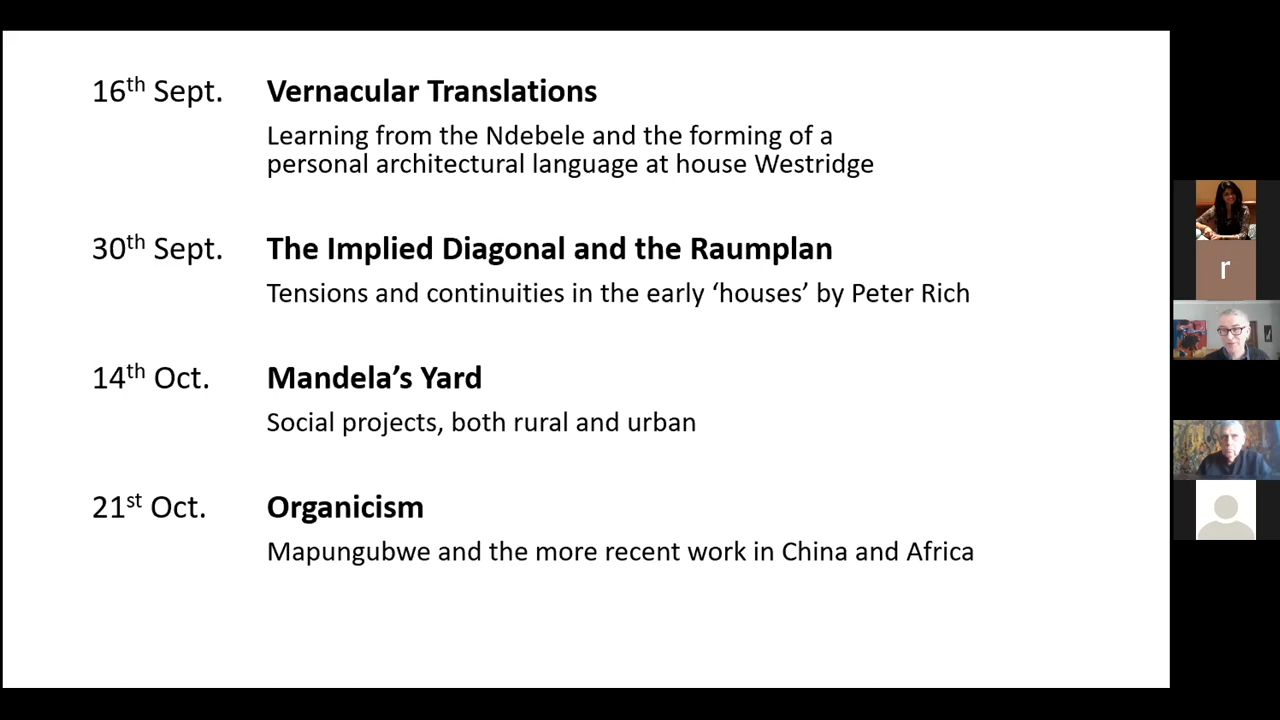 16th Sept. Vernacular Translations
Learning from the Ndebele and the forming of a
personal architectural language at house Westridge
30th Sept. The Implied Diagonal and the Raumplan
Tensions and continuities in the early ‘houses’ by Peter Rich
14th Oct. Mandela’s Yard
Social projects, both rural and urban
21st Oct. Organicism
Mapungubwe and the more recent work in China and Africa
r